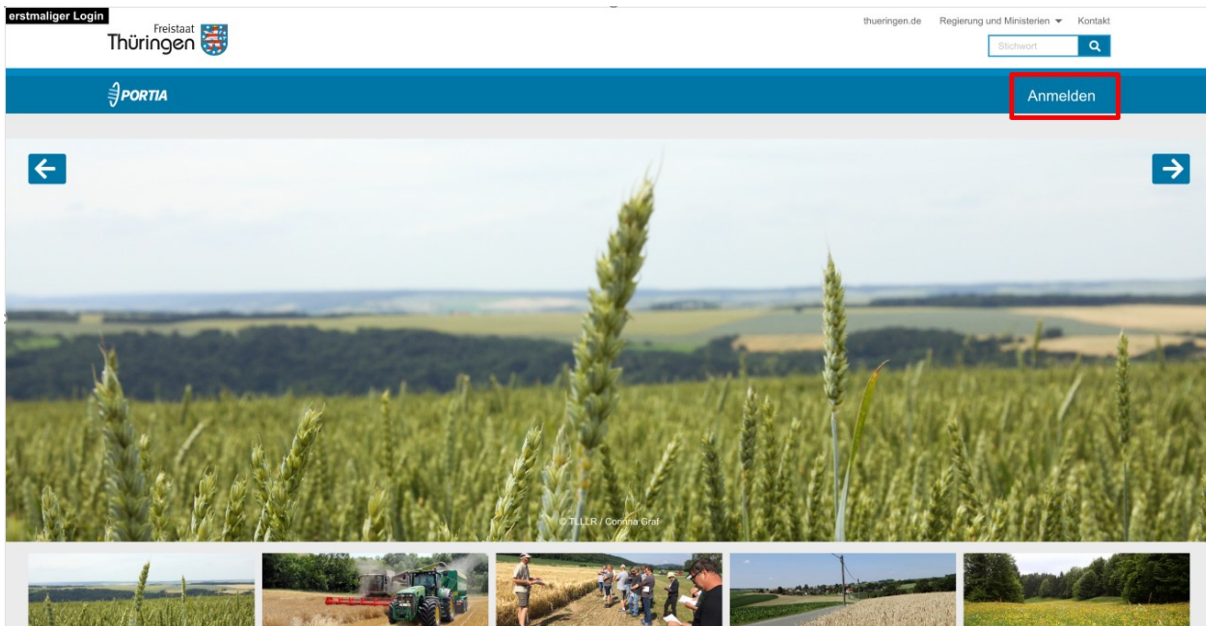 erstmaliger Login
Freistaat
Thüringen
thueringen.de Regierung und Ministerien Kontakt
Stichwort
PORTIA
Anmelden
© TLLLR / Corinna Graf